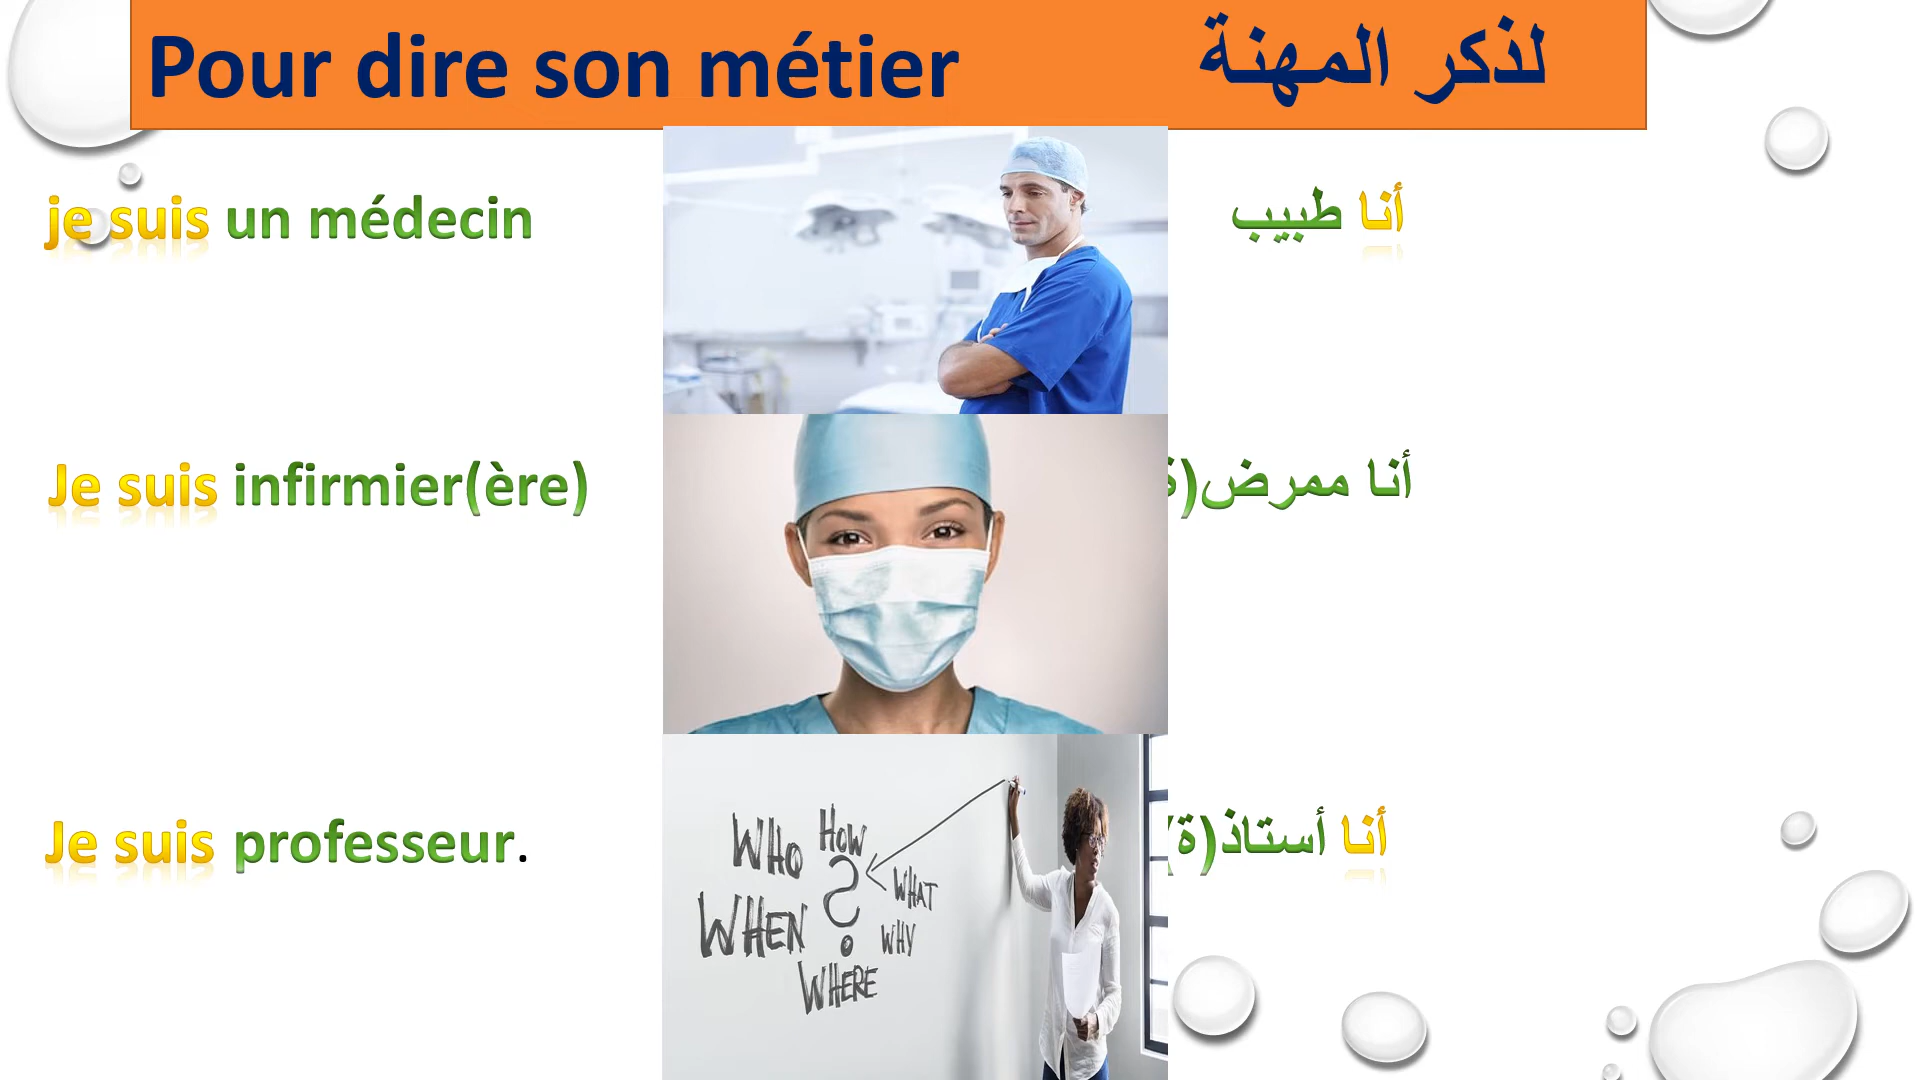 Pour dire son métier لذكر المهنة
je suis un médecin
أنا طبيب
Je suis infirmier(ère)
أنا ممرض(ة
Je suis professeur.
أنا أستاذ(ة)
WHO
HOW
?
WHAT
WHEN
WHY
WHERE